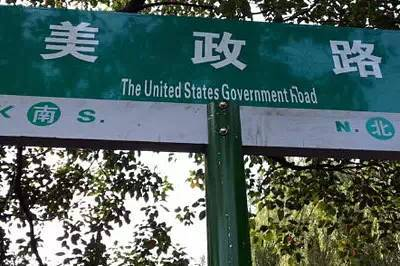 美政路
The United States Government Road
南 S. N. 北